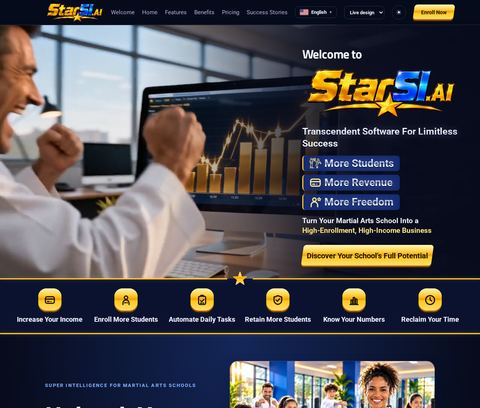 StarSI.AI
Welcome Home Features Benefits Pricing Success Stories English Live design Enroll Now
Welcome to
StarSI.AI
Transcendent Software For Limitless
Success
More Students
More Revenue
More Freedom
Turn Your Martial Arts School Into a
High-Enrollment, High-Income Business
Discover Your School's Full Potential
Increase Your Income Enroll More Students Automate Daily Tasks Retain More Students Know Your Numbers Reclaim Your Time
SUPER INTELLIGENCE FOR MARTIAL ARTS SCHOOLS